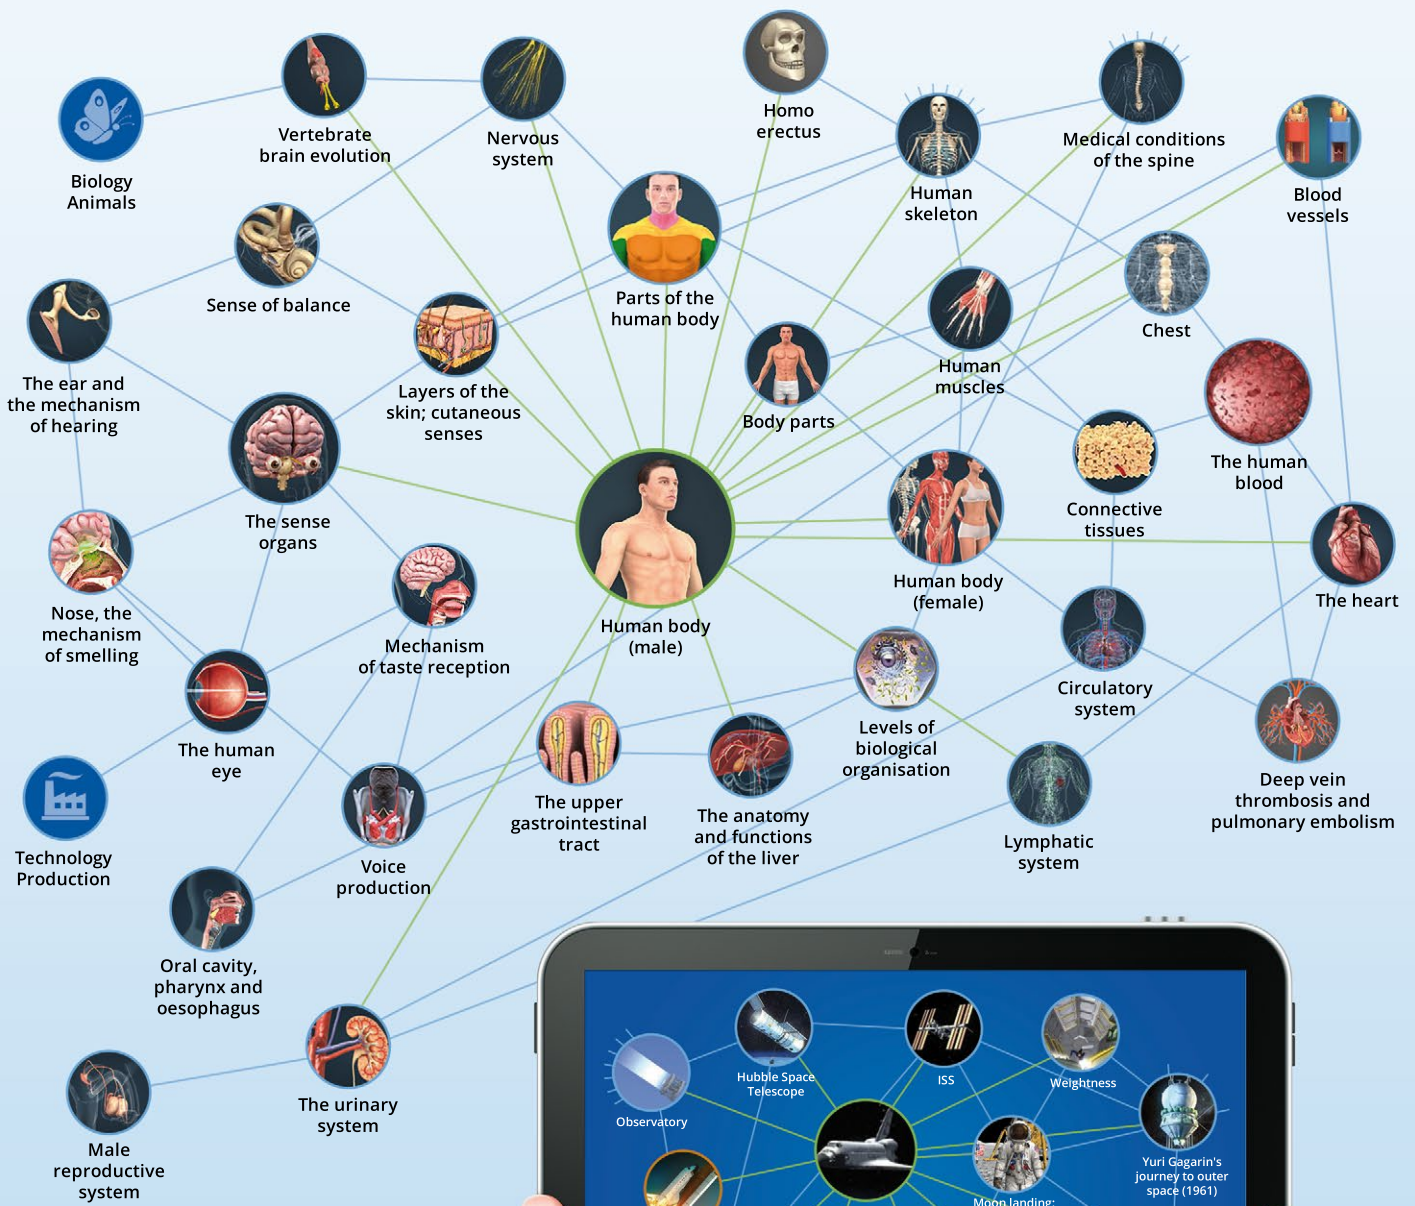 Homo
erectus
Vertebrate
brain evolution
Nervous
system
Medical conditions
of the spine
Biology
Animals
Human
skeleton
Blood
vessels
Sense of balance
Parts of the
human body
Chest
The ear and
the mechanism
of hearing
Layers of the
skin; cutaneous
senses
Human
muscles
Body parts
The human
blood
The sense
organs
Connective
tissues
Human body
(female)
The heart
Nose, the
mechanism
of smelling
Human body
(male)
Mechanism
of taste reception
Circulatory
system
Levels of
biological
organisation
The human
eye
Deep vein
thrombosis and
pulmonary embolism
The upper
gastrointestinal
tract
The anatomy
and functions
of the liver
Lymphatic
system
Technology
Production
Voice
production
Oral cavity,
pharynx and
oesophagus
The urinary
system
Male
reproductive
system
Hubble Space
Telescope
ISS
Weightness
Observatory
Yuri Gagarin's
journey to outer
space (1961)
Moon landing: